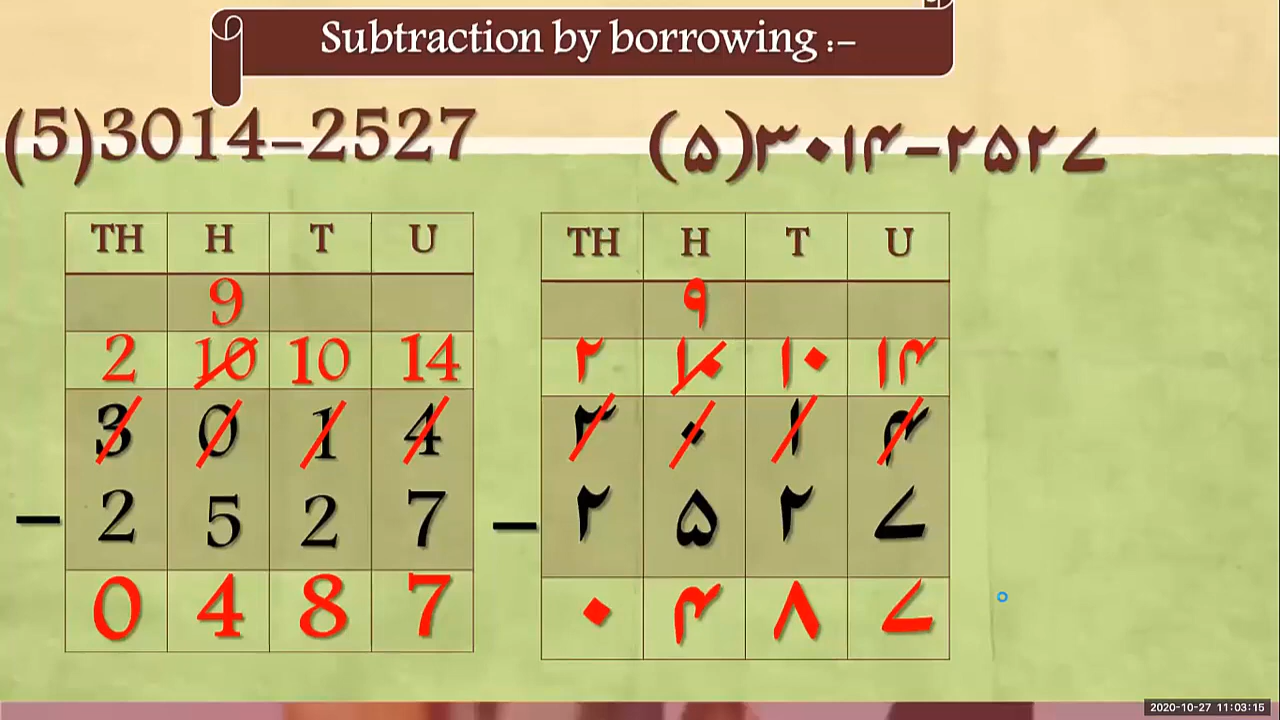 Subtraction by borrowing :-
(5)3014-2527
(۵)۳۰۱۴-۲۵۲۷
TH H T U
9
2 10 10 14
3 0 1 4
- 2 5 2 7
0 4 8 7
TH H T U
۹
۲ ۱۰ ۱۰ ۱۴
۳ ۰ ۱ ۴
- ۲ ۵ ۲ ۷
۰ ۴ ۸ ۷
2020-10-27 11:03:15